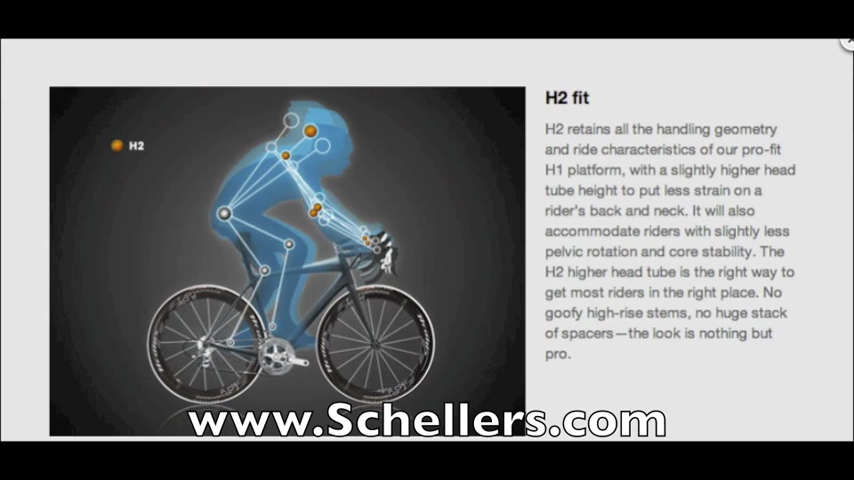 H2 fit
H2
H2 retains all the handling geometry
and ride characteristics of our pro-fit
H1 platform, with a slightly higher head
tube height to put less strain on a
rider's back and neck. It will also
accommodate riders with slightly less
pelvic rotation and core stability. The
H2 higher head tube is the right way to
get most riders in the right place. No
goofy high-rise stems, no huge stack
of spacers—the look is nothing but
pro.
www.Schellers.com